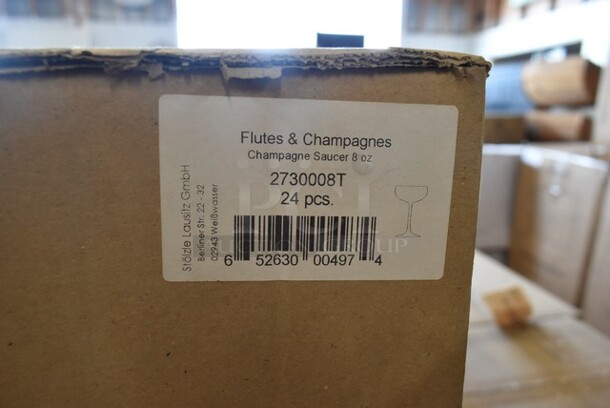 Flutes & Champagnes
Champagne Saucer 8 oz
2730008T
24 pcs.
6 52630 00497 4
Stölzle Lausitz GmbH
Berliner Str. 22 - 32
02943 Weißwasser